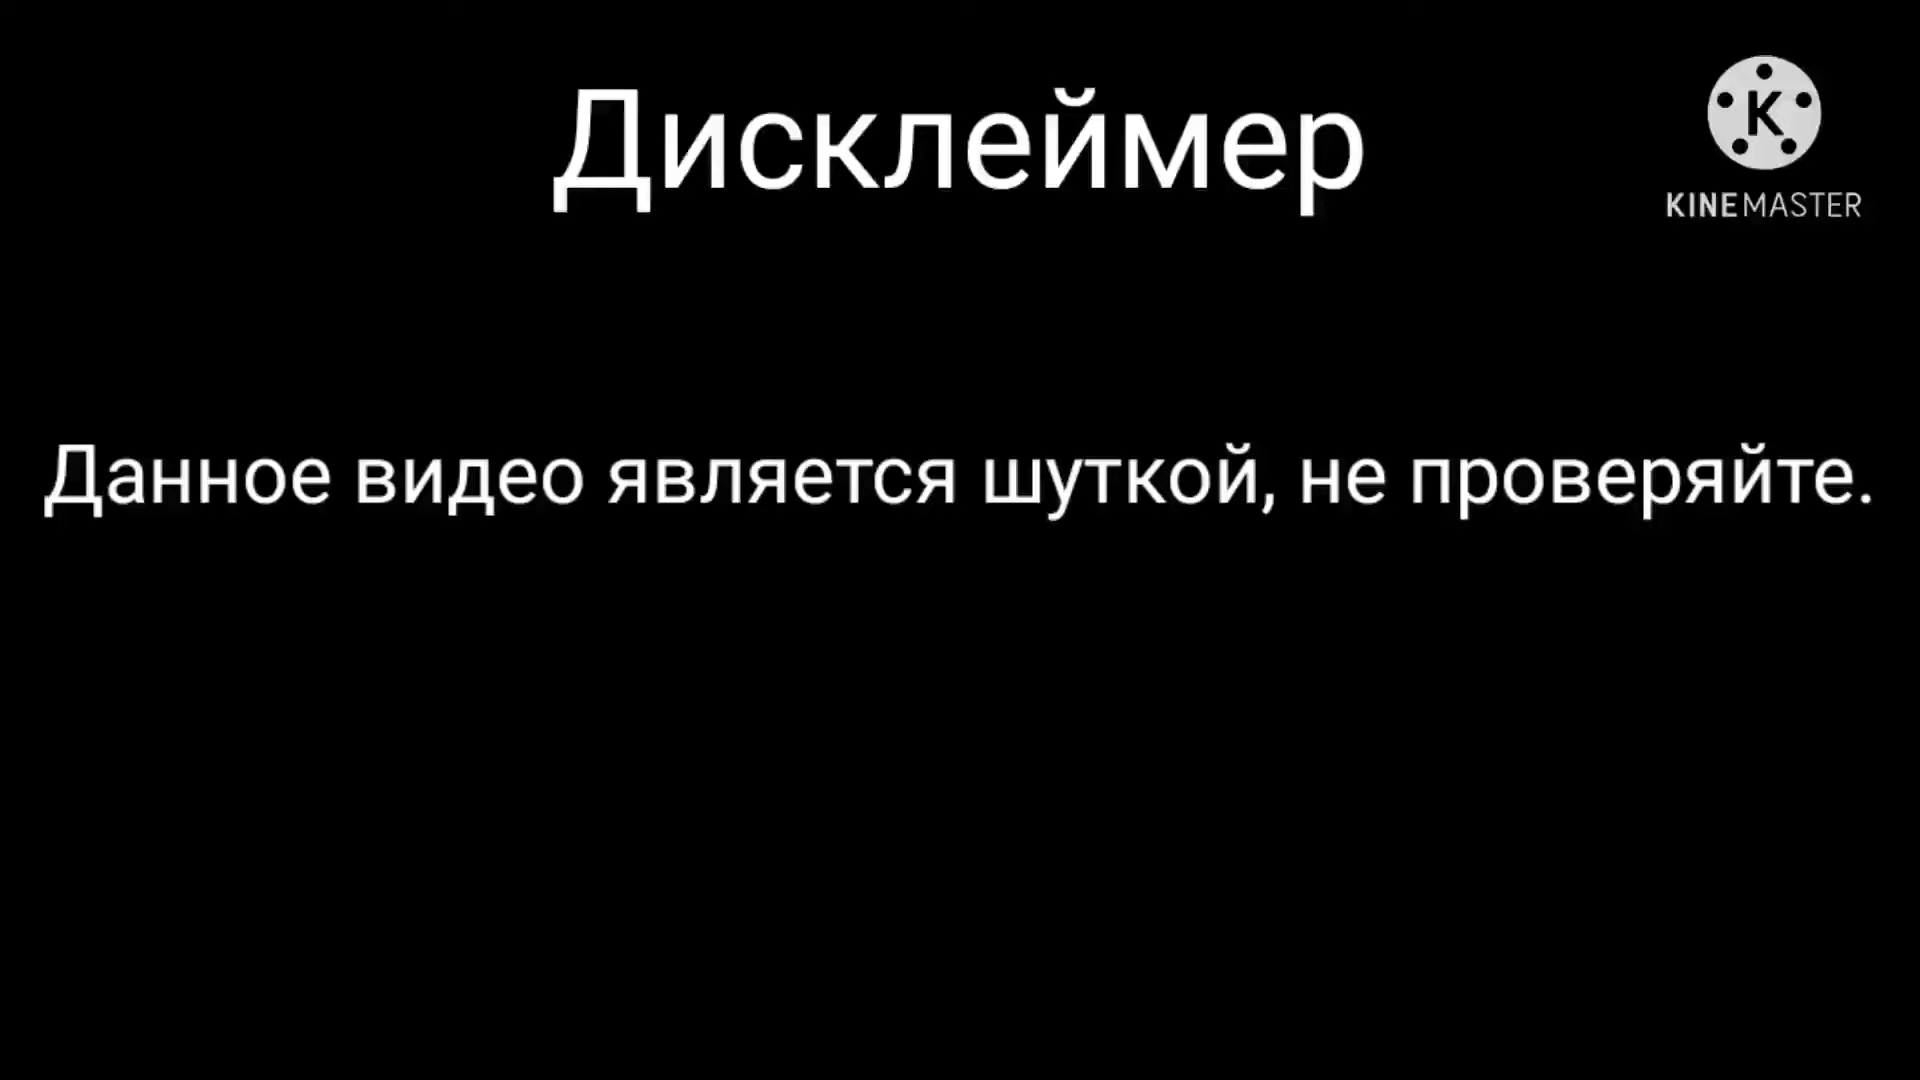 Дисклеймер
K
KINEMASTER
Данное видео является шуткой, не проверяйте.